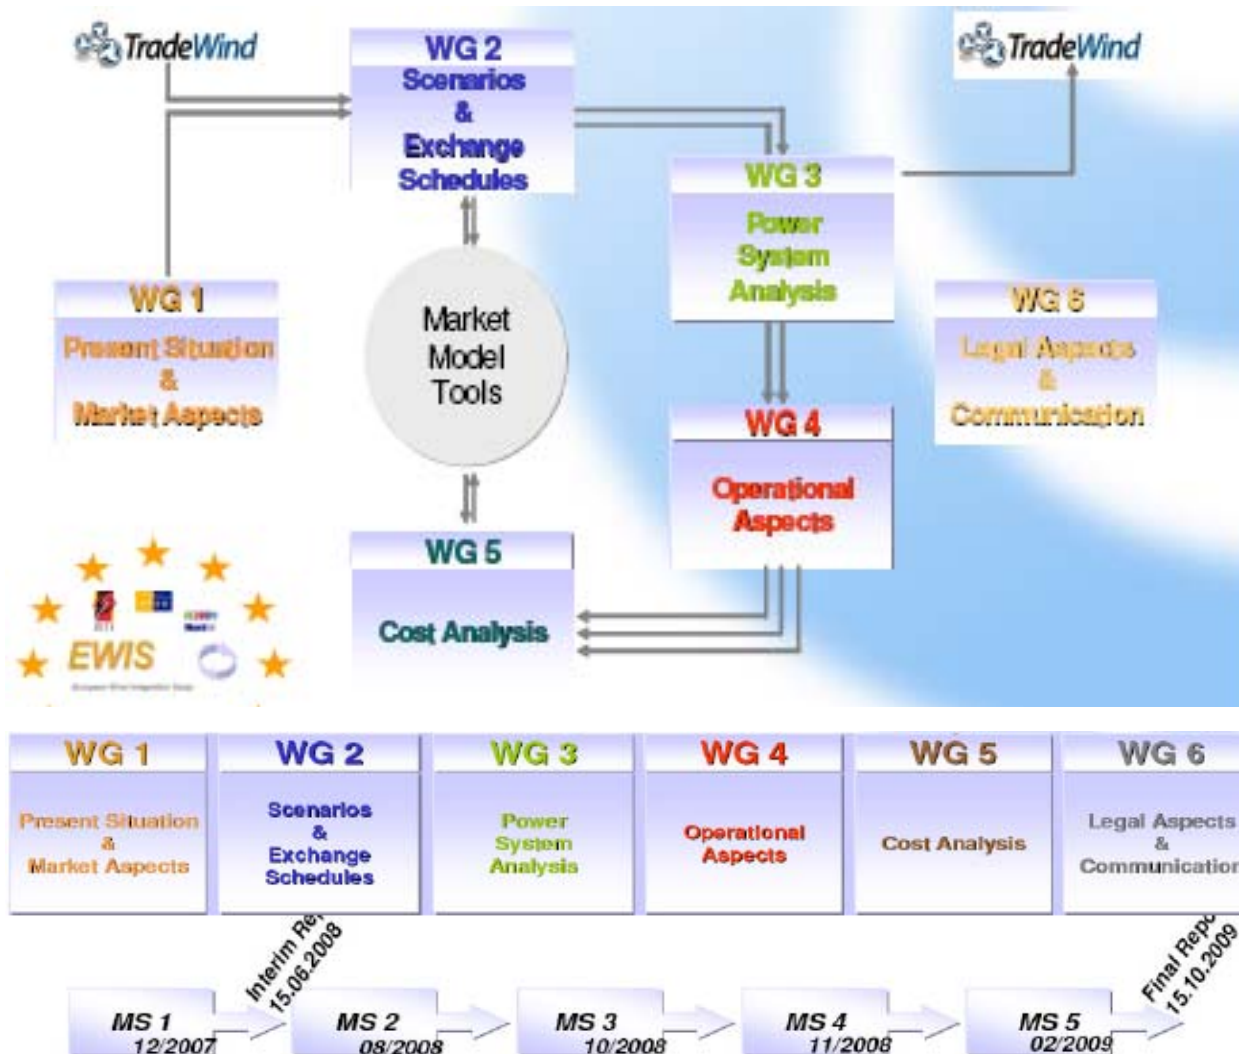 TradeWind
WG 2
Scenarios
&
Exchange
Schedules
TradeWind
WG 3
Power
System
Analysis
WG 1
Present Situation
&
Market Aspects
Market
Model
Tools
WG 6
Legal Aspects
&
Communication
WG 4
Operational
Aspects
WG 5
Cost Analysis
EWIS
WG 1
Present Situation
&
Market Aspects
WG 2
Scenarios
&
Exchange
Schedules
WG 3
Power
System
Analysis
WG 4
Operational
Aspects
WG 5
Cost Analysis
WG 6
Legal Aspects
&
Communication
Interim Rep
15.06.2008
Final Repo
15.10.2009
MS 1
12/2007
MS 2
08/2008
MS 3
10/2008
MS 4
11/2008
MS 5
02/2009